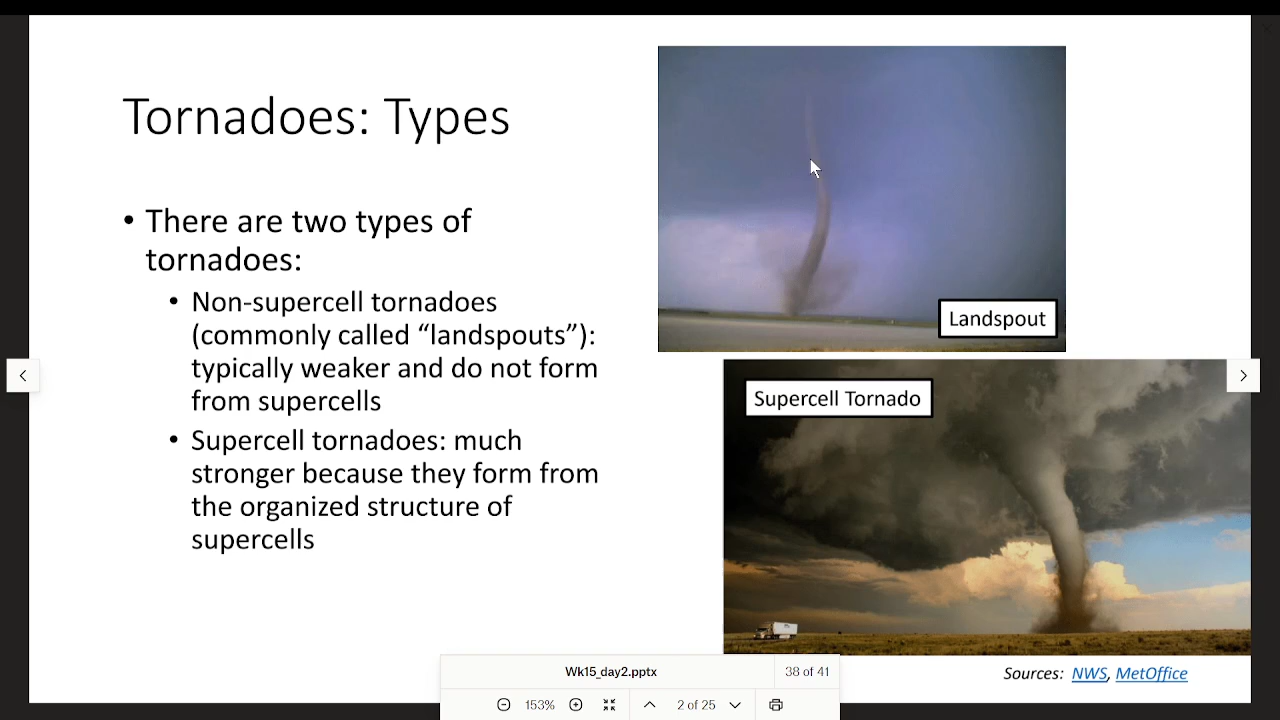 Tornadoes: Types
• There are two types of
tornadoes:
• Non-supercell tornadoes
(commonly called “landspouts”):
typically weaker and do not form
from supercells
• Supercell tornadoes: much
stronger because they form from
the organized structure of
supercells
Landspout
Supercell Tornado
Sources: NWS, MetOffice
Wk15_day2.pptx
38 of 41
153%
2 of 25